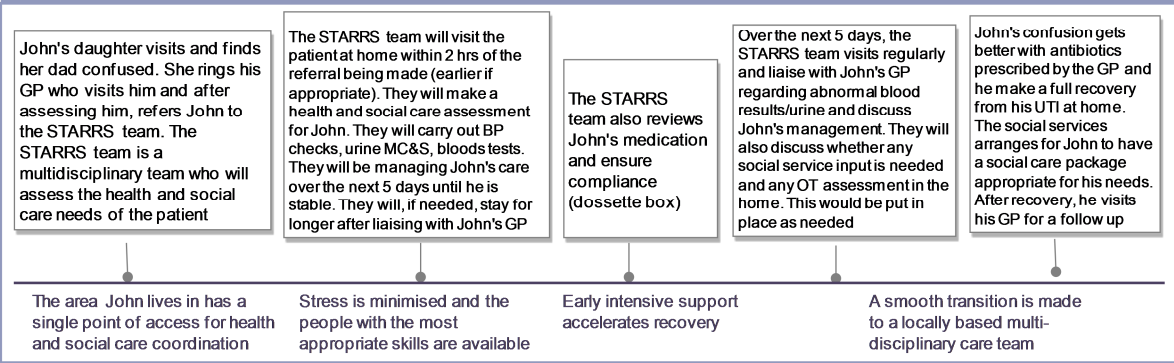 John's daughter visits and finds
her dad confused. She rings his
GP who visits him and after
assessing him, refers John to
the STARRS team. The
STARRS team is a
multidisciplinary team who will
assess the health and social
care needs of the patient
The STARRS team will visit the
patient at home within 2 hrs of the
referral being made (earlier if
appropriate). They will make a
health and social care assessment
for John. They will carry out BP
checks, urine MC&S, bloods tests.
They will be managing John's care
over the next 5 days until he is
stable. They will, if needed, stay for
longer after liaising with John's GP
The STARRS
team also reviews
John's medication
and ensure
compliance
(dossette box)
Over the next 5 days, the
STARRS team visits regularly
and liaise with John's GP
regarding abnormal blood
results/urine and discuss
John's management. They will
also discuss whether any
social service input is needed
and any OT assessment in the
home. This would be put in
place as needed
John's confusion gets
better with antibiotics
prescribed by the GP and
he make a full recovery
from his UTI at home.
The social services
arranges for John to have
a social care package
appropriate for his needs.
After recovery, he visits
his GP for a follow up
The area John lives in has a
single point of access for health
and social care coordination
Stress is minimised and the
people with the most
appropriate skills are available
Early intensive support
accelerates recovery
A smooth transition is made
to a locally based multi-
disciplinary care team